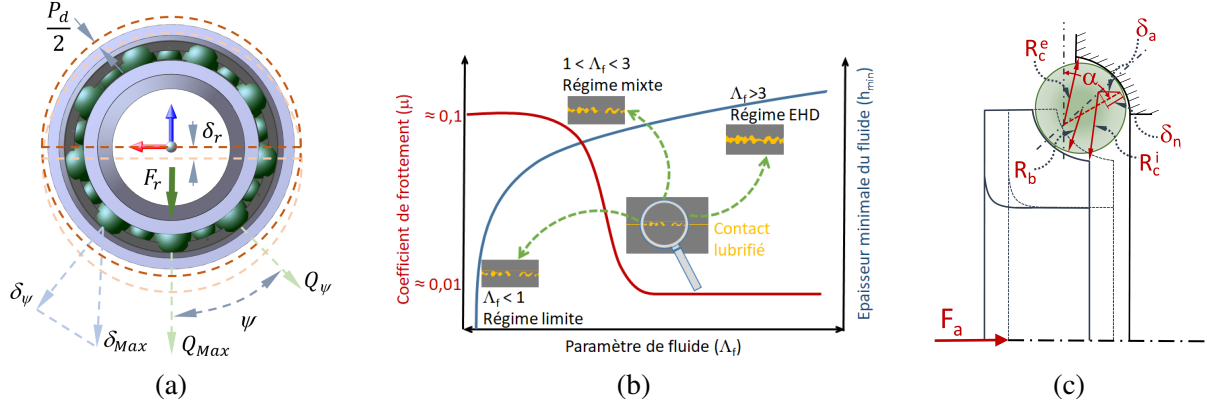 P_d
2
δ_r
F_r
δ_ψ
δ_Max
Q_Max
ψ
Q_ψ
(a)
Coefficient de frottement (μ)
≈ 0,1
≈ 0,01
1 < Λ_f < 3
Régime mixte
Λ_f >3
Régime EHD
Contact
lubrifié
Λ_f < 1
Régime limite
Paramètre de fluide (Λ_f)
Epaisseur minimale du fluide (h_min)
(b)
R_c^e
δ_a
α
δ_n
R_b
R_c^i
F_a
(c)